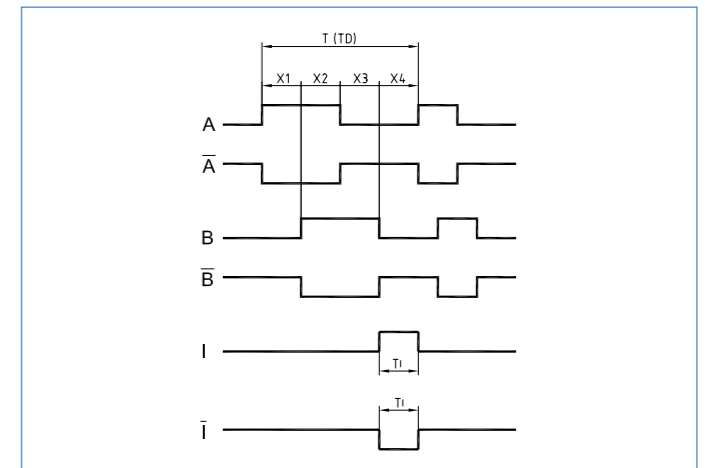 T (TD)
X1 X2 X3 X4
A
A̅
B
B̅
I
TI
TI
I̅